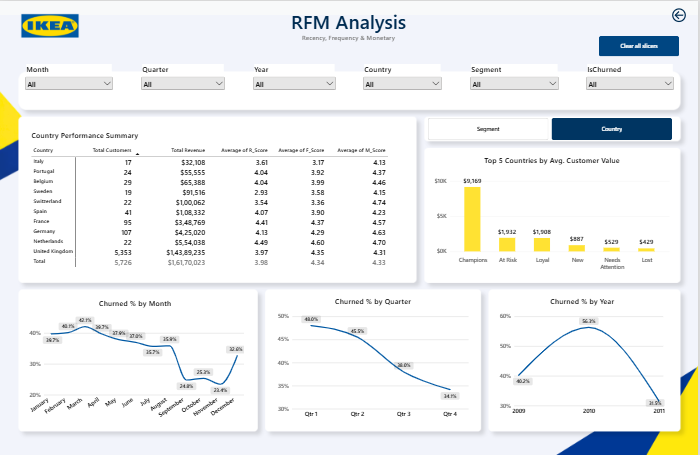 IKEA
RFM Analysis
Recency, Frequency & Monetary
Clear all slicers
Month Quarter Year Country Segment IsChurned
All All All All All All
Country Performance Summary
Country Total Customers Total Revenue Average of R_Score Average of F_Score Average of M_Score
Italy 17 $32,108 3.61 3.17 4.13
Portugal 24 $55,555 4.04 3.92 4.37
Belgium 29 $65,388 4.04 3.99 4.46
Sweden 19 $91,516 2.93 3.58 4.15
Switzerland 22 $1,00,062 3.54 3.36 4.74
Spain 41 $1,08,332 4.07 3.90 4.23
France 95 $3,48,769 4.41 4.37 4.57
Germany 107 $4,25,020 4.13 4.29 4.63
Netherlands 22 $5,54,038 4.49 4.60 4.70
United Kingdom 5,353 $1,43,89,235 3.97 4.35 4.31
Total 5,726 $1,61,70,023 3.98 4.34 4.33
Segment Country
Top 5 Countries by Avg. Customer Value
$10K
$5K
$0K
$9,169 $1,932 $1,908 $887 $529 $429
Champions At Risk Loyal New Needs Attention Lost
Churned % by Month
40%
30%
20%
39.7% 40.1% 42.1% 39.7% 37.9% 37.0% 35.7% 35.9% 24.8% 25.3% 23.4% 32.6%
January February March April May June July August September October November December
Churned % by Quarter
50%
45%
40%
35%
30%
48.0% 45.5% 38.0% 34.1%
Qtr 1 Qtr 2 Qtr 3 Qtr 4
Churned % by Year
60%
50%
40%
30%
40.2% 56.3% 31.5%
2009 2010 2011